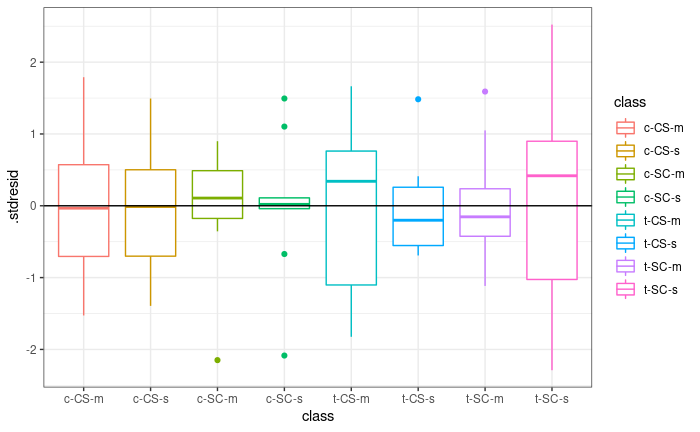 .stdresid
2
1
0
-1
-2
c-CS-m c-CS-s c-SC-m c-SC-s t-CS-m t-CS-s t-SC-m t-SC-s
class
class
c-CS-m
c-CS-s
c-SC-m
c-SC-s
t-CS-m
t-CS-s
t-SC-m
t-SC-s